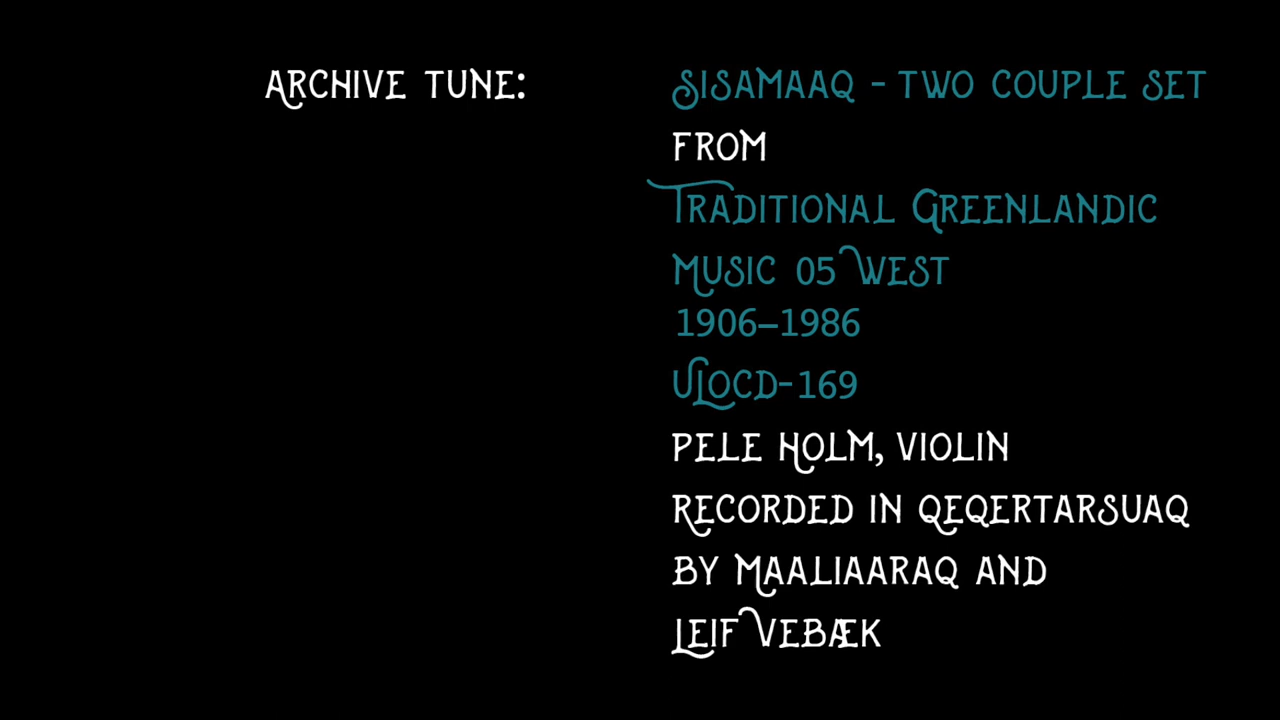 ARCHIVE TUNE: SISAMAAQ - TWO COUPLE SET
FROM
TRADITIONAL GREENLANDIC
MUSIC 05 WEST
1906–1986
ULOCD-169
PELE HOLM, VIOLIN
RECORDED IN QEQERTARSUAQ
BY MAALIAARAQ AND
LEIF VEBÆK